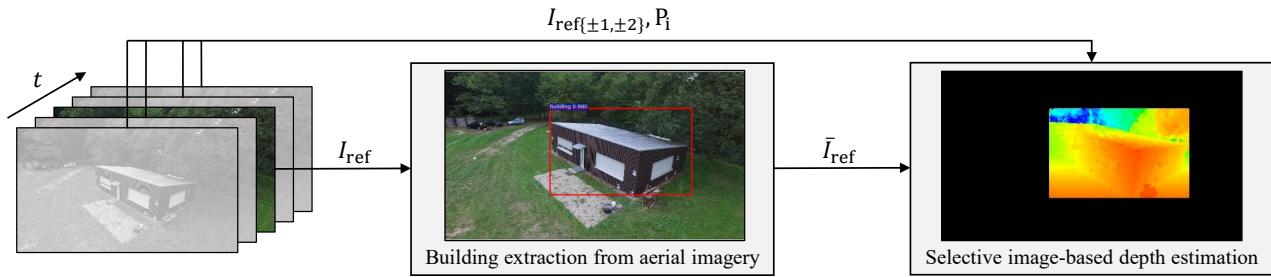 I_ref{±1,±2}, P_i
t
I_ref
building 0.980
Ī_ref
Building extraction from aerial imagery
Selective image-based depth estimation